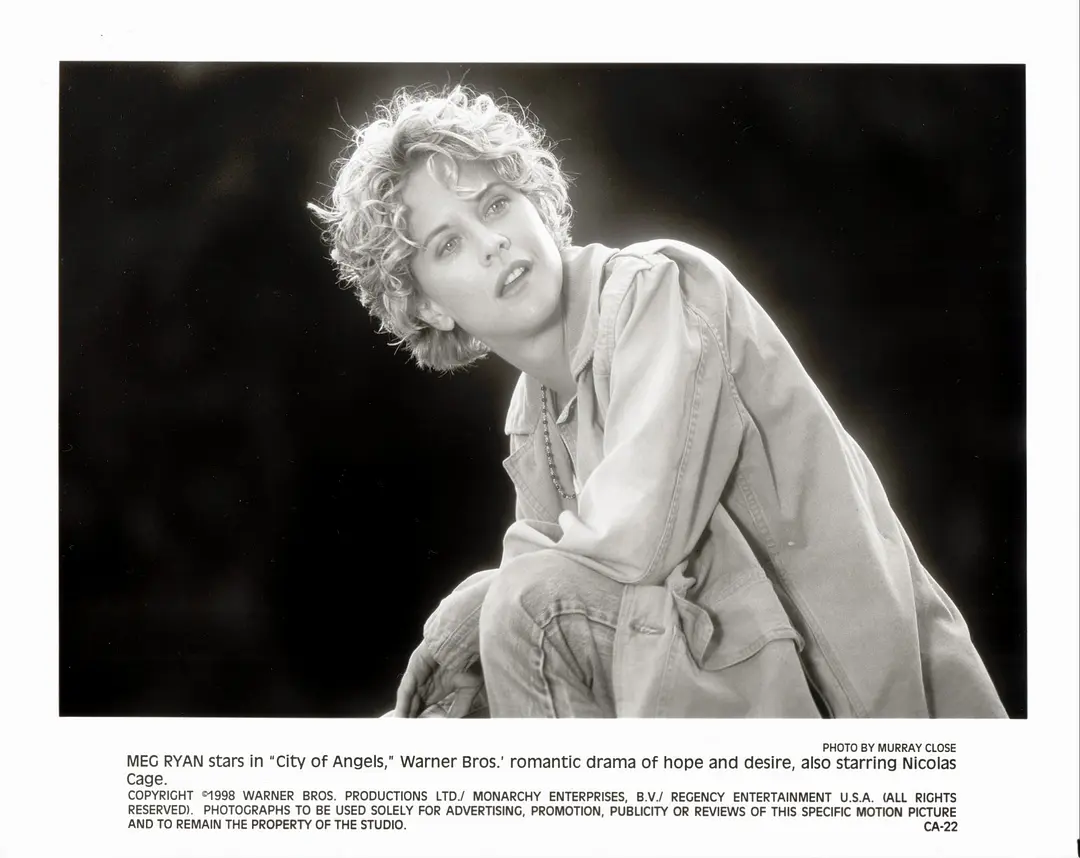 PHOTO BY MURRAY CLOSE
MEG RYAN stars in "City of Angels," Warner Bros.' romantic drama of hope and desire, also starring Nicolas
Cage.
COPYRIGHT ©1998 WARNER BROS. PRODUCTIONS LTD./ MONARCHY ENTERPRISES, B.V./ REGENCY ENTERTAINMENT U.S.A. (ALL RIGHTS
RESERVED). PHOTOGRAPHS TO BE USED SOLELY FOR ADVERTISING, PROMOTION, PUBLICITY OR REVIEWS OF THIS SPECIFIC MOTION PICTURE
AND TO REMAIN THE PROPERTY OF THE STUDIO. CA-22